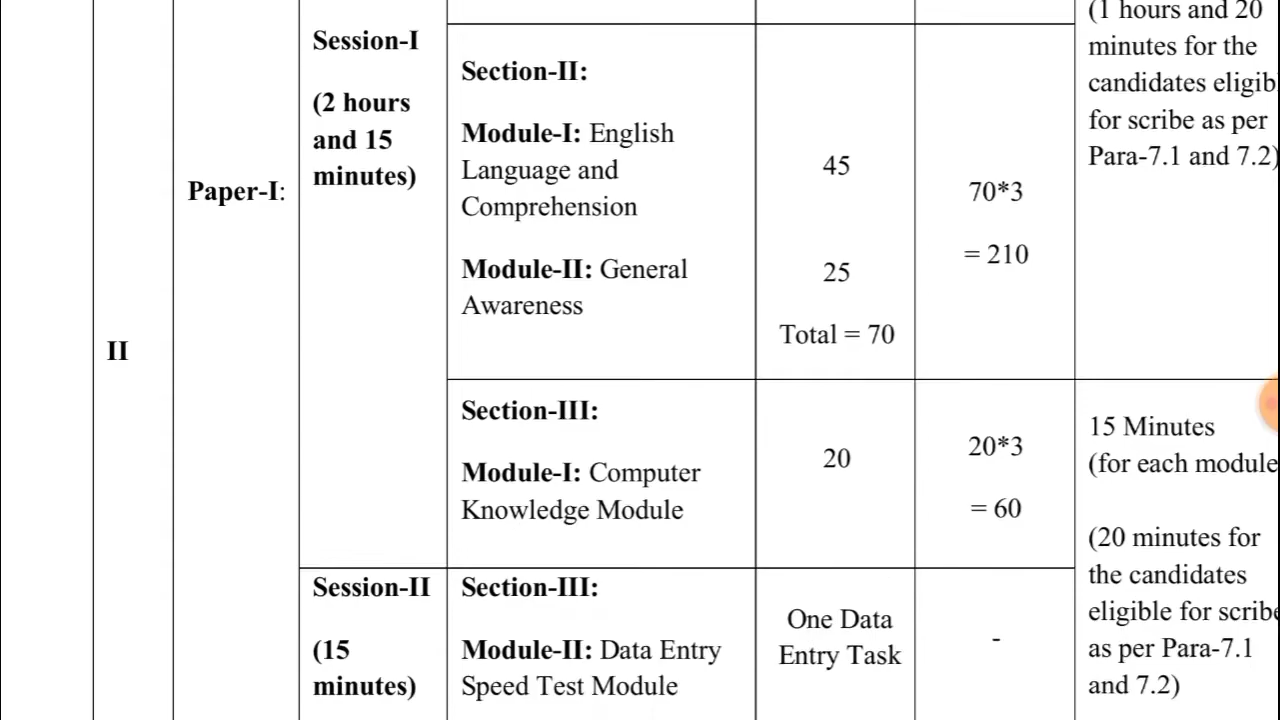 II
Paper-I:
Session-I
(2 hours
and 15
minutes)
Section-II:
Module-I: English
Language and
Comprehension
Module-II: General
Awareness
45
25
Total = 70
70*3
= 210
(1 hours and 20
minutes for the
candidates eligib
for scribe as per
Para-7.1 and 7.2)
Section-III:
Module-I: Computer
Knowledge Module
20
20*3
= 60
15 Minutes
(for each module
(20 minutes for
the candidates
eligible for scribe
as per Para-7.1
and 7.2)
Session-II
(15
minutes)
Section-III:
Module-II: Data Entry
Speed Test Module
One Data
Entry Task
-